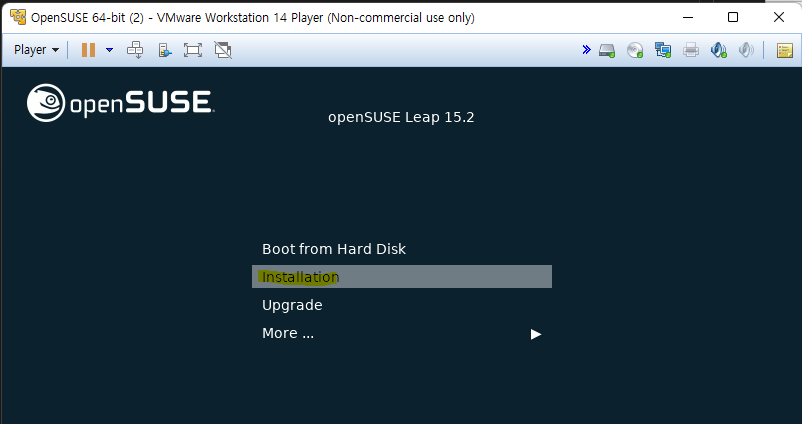 OpenSUSE 64-bit (2) - VMware Workstation 14 Player (Non-commercial use only)
Player
openSUSE
openSUSE Leap 15.2
Boot from Hard Disk
Installation
Upgrade
More ...